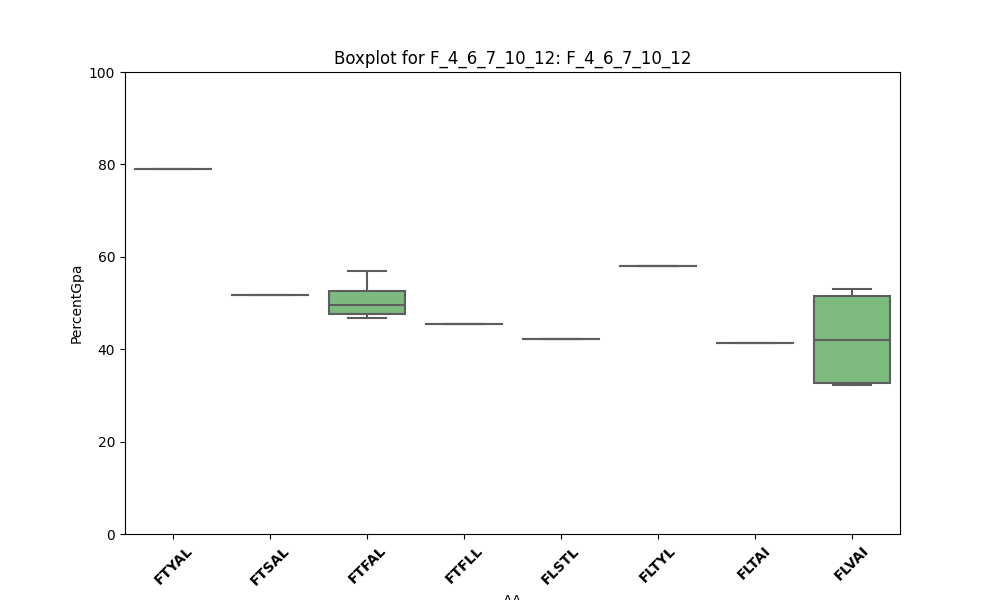 Boxplot for F_4_6_7_10_12: F_4_6_7_10_12
100
80
60
40
20
0
PercentGpa
FTYAL
FTSAL
FTFAL
FTFLL
FLSTL
FLTYL
FLTAI
FLVAI
AA